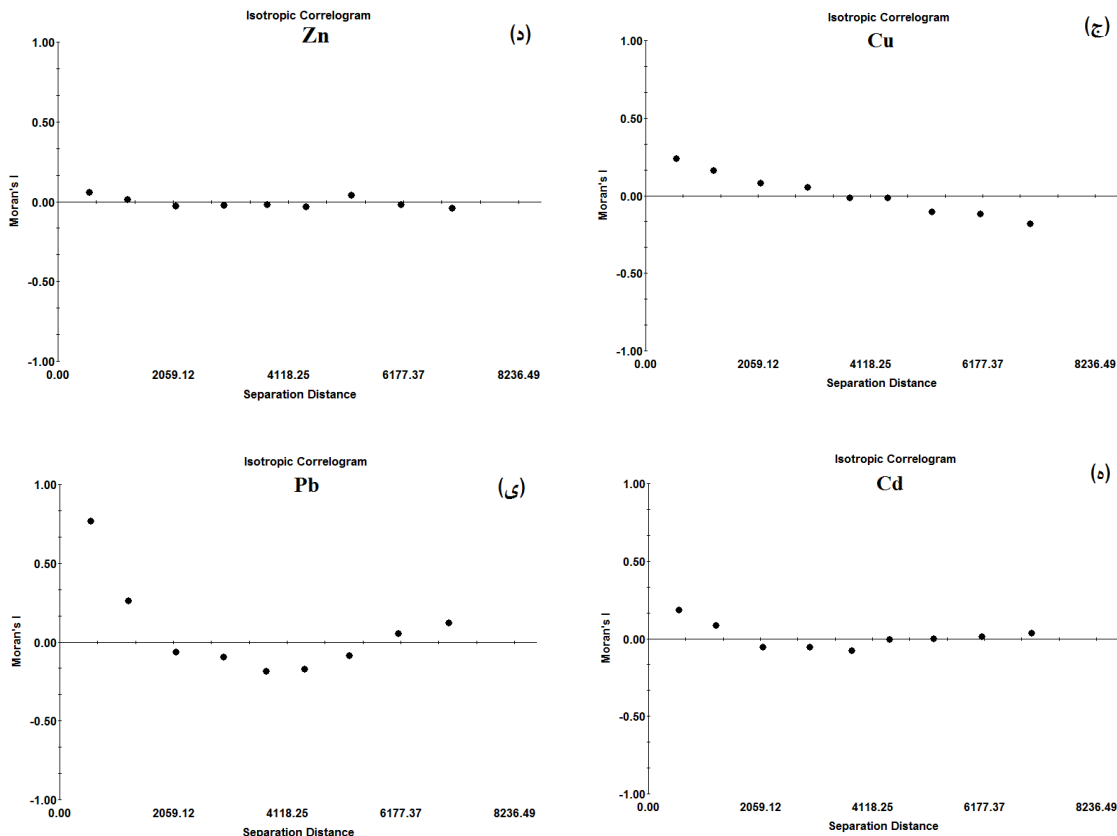 Isotropic Correlogram
Zn
(د)
1.00
0.50
0.00
-0.50
-1.00
Moran's I
0.00 2059.12 4118.25 6177.37 8236.49
Separation Distance
Isotropic Correlogram
Cu
(ج)
1.00
0.50
0.00
-0.50
-1.00
Moran's I
0.00 2059.12 4118.25 6177.37 8236.49
Separation Distance
Isotropic Correlogram
Pb
(ی)
1.00
0.50
0.00
-0.50
-1.00
Moran's I
0.00 2059.12 4118.25 6177.37 8236.49
Separation Distance
Isotropic Correlogram
Cd
(ه)
1.00
0.50
0.00
-0.50
-1.00
Moran's I
0.00 2059.12 4118.25 6177.37 8236.49
Separation Distance